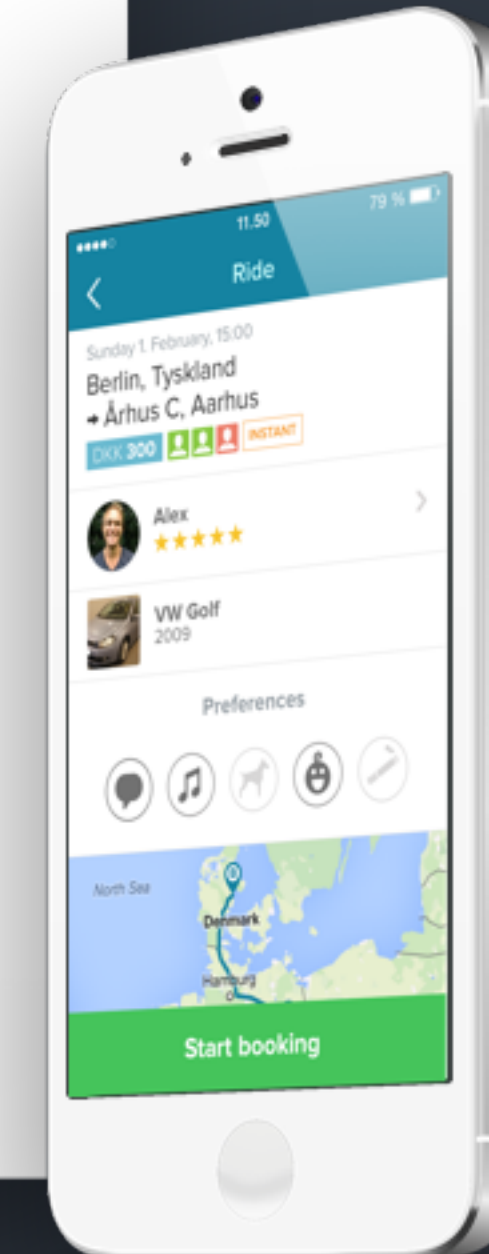 11.50
79 %
Ride
Sunday 1. February, 15:00
Berlin, Tyskland
→ Århus C, Aarhus
DKK 300
INSTANT
Alex
VW Golf
2009
Preferences
North Sea
Denmark
Hamburg
Start booking